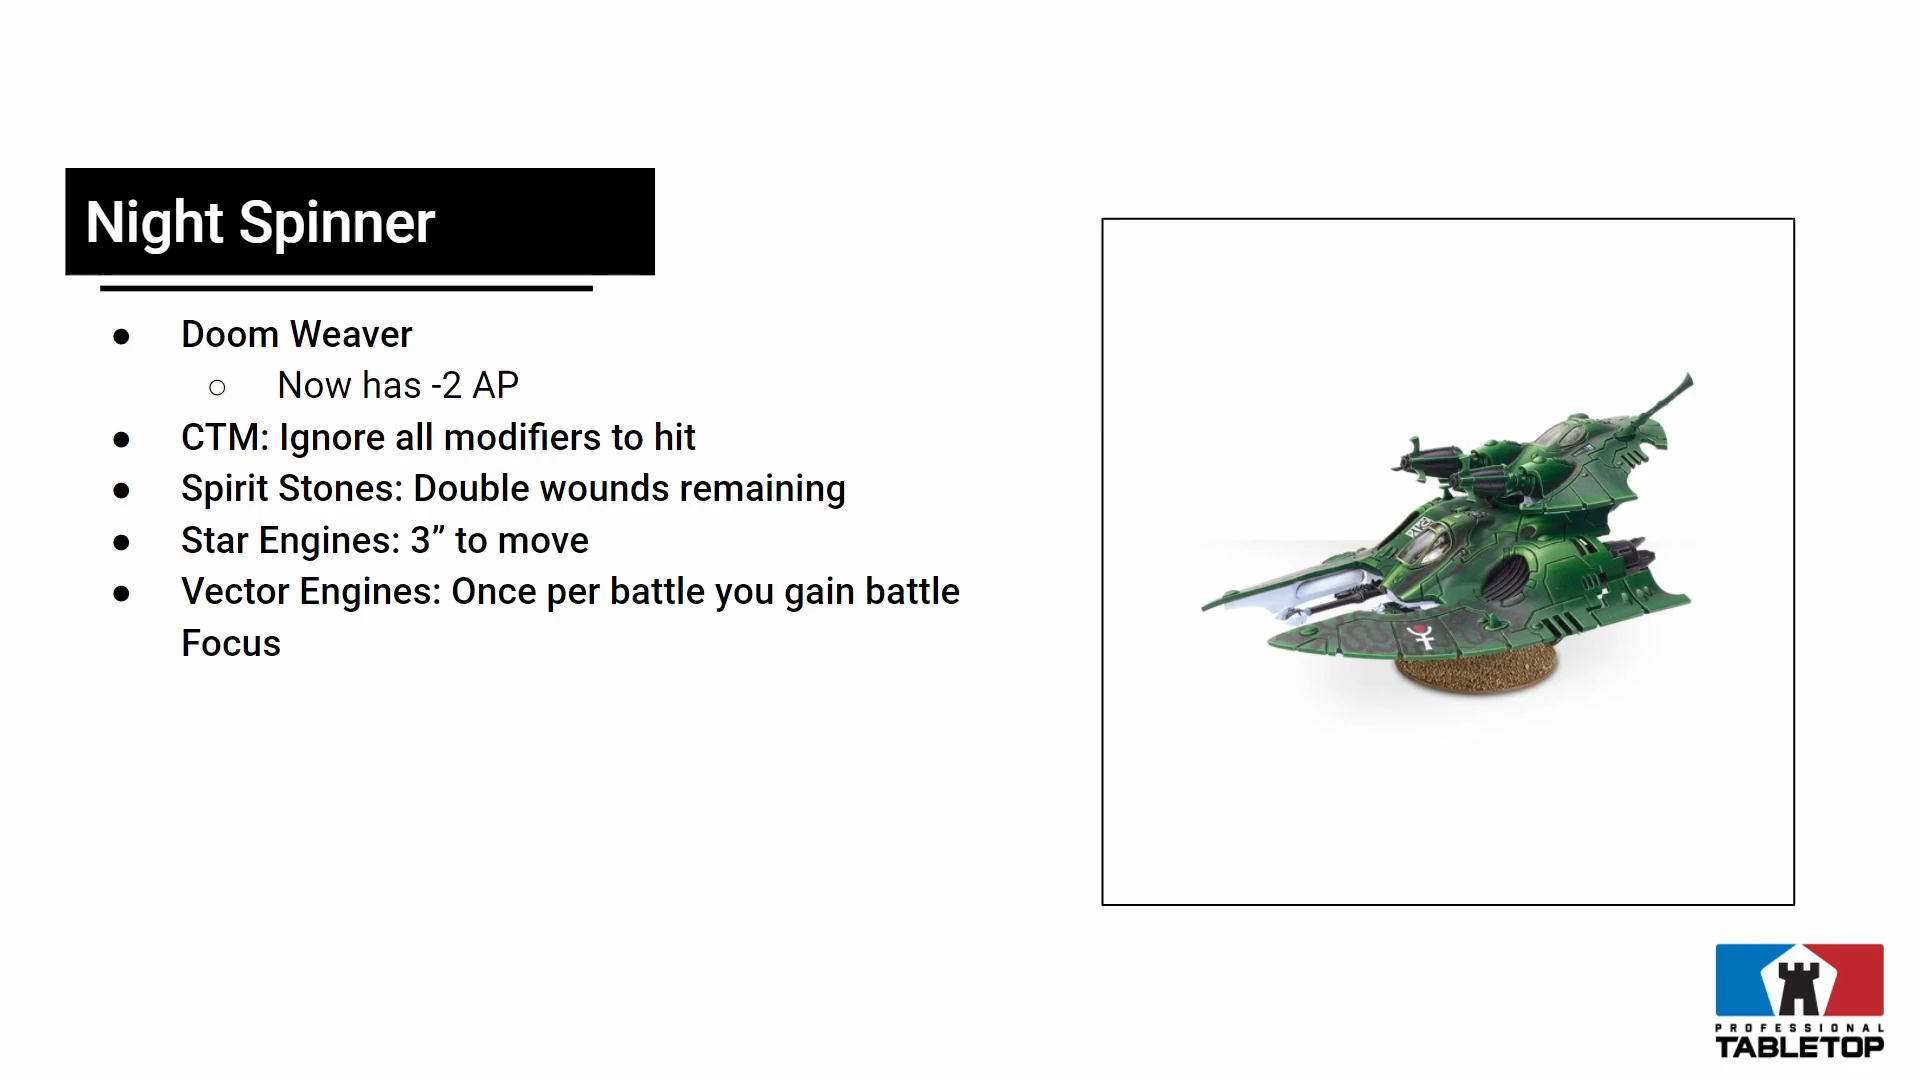 Night Spinner
● Doom Weaver
○ Now has -2 AP
● CTM: Ignore all modifiers to hit
● Spirit Stones: Double wounds remaining
● Star Engines: 3” to move
● Vector Engines: Once per battle you gain battle
Focus
PROFESSIONAL
TABLETOP